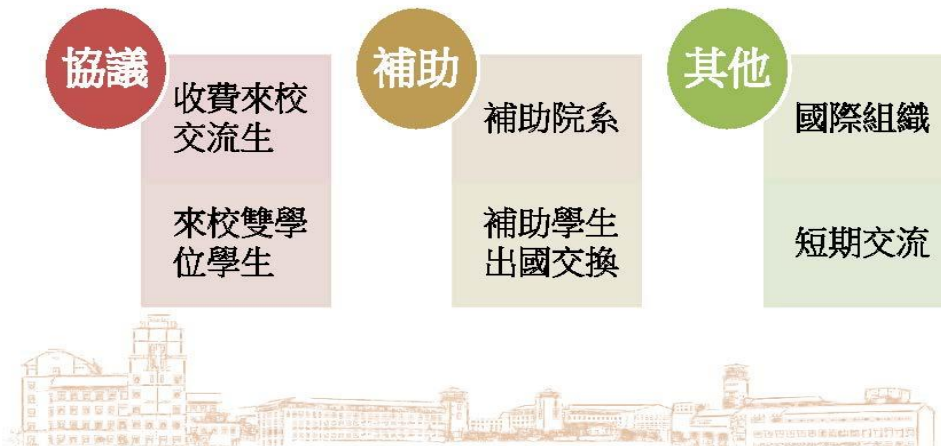 協議
收費來校
交流生
來校雙學
位學生
補助
補助院系
補助學生
出國交換
其他
國際組織
短期交流